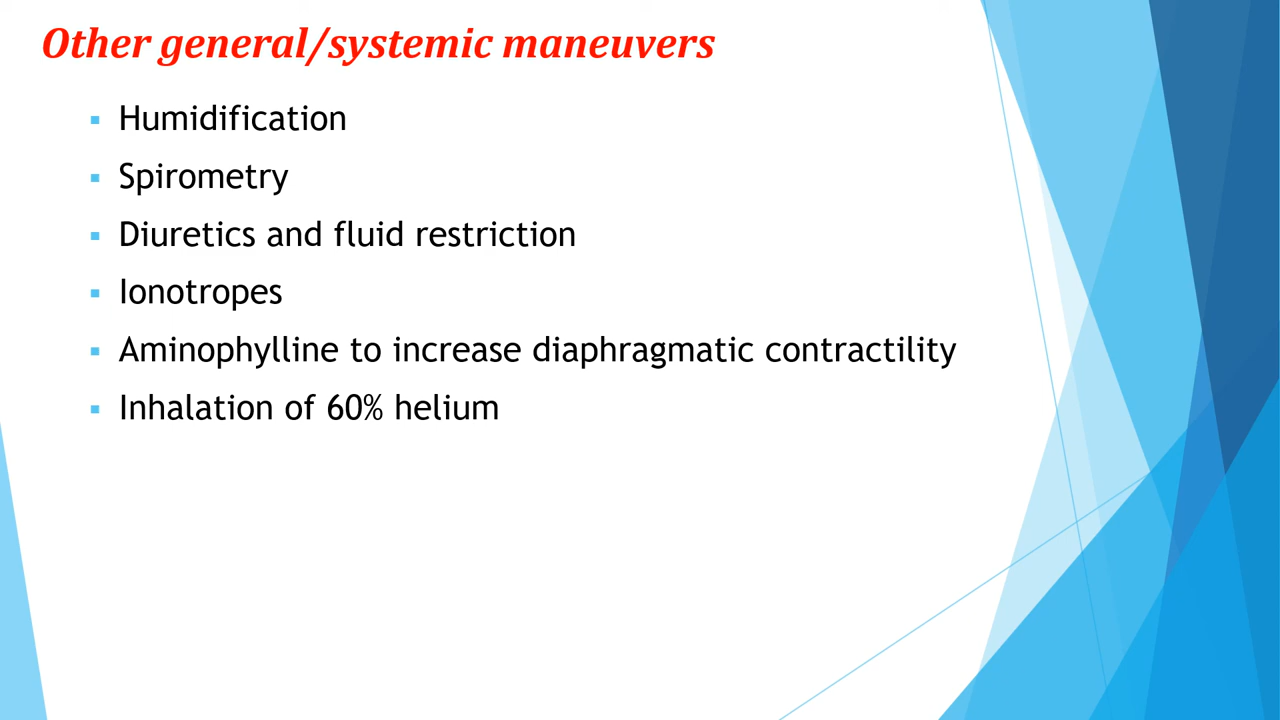 Other general/systemic maneuvers
Humidification
Spirometry
Diuretics and fluid restriction
Ionotropes
Aminophylline to increase diaphragmatic contractility
Inhalation of 60% helium